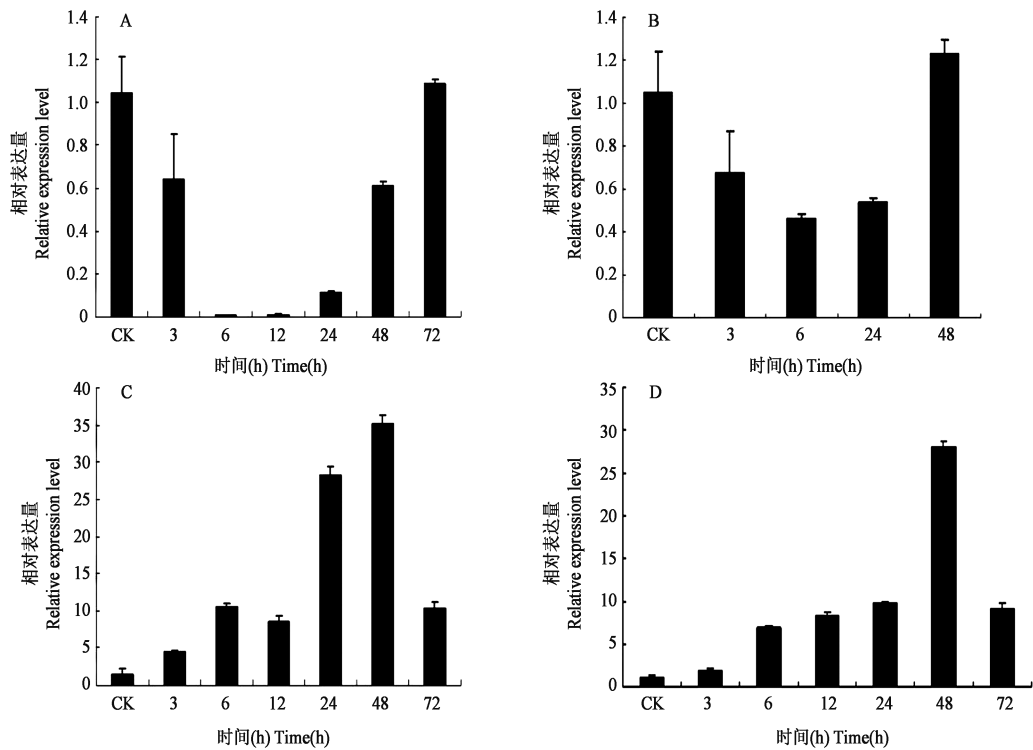 A
1.4
1.2
1.0
0.8
0.6
0.4
0.2
0
相对表达量
Relative expression level
CK 3 6 12 24 48 72
时间(h) Time(h)
B
1.4
1.2
1.0
0.8
0.6
0.4
0.2
0.0
相对表达量
Relative expression level
CK 3 6 24 48
时间(h) Time(h)
C
40
35
30
25
20
15
10
5
0
相对表达量
Relative expression level
CK 3 6 12 24 48 72
时间(h) Time(h)
D
35
30
25
20
15
10
5
0
相对表达量
Relative expression level
CK 3 6 12 24 48 72
时间(h) Time(h)